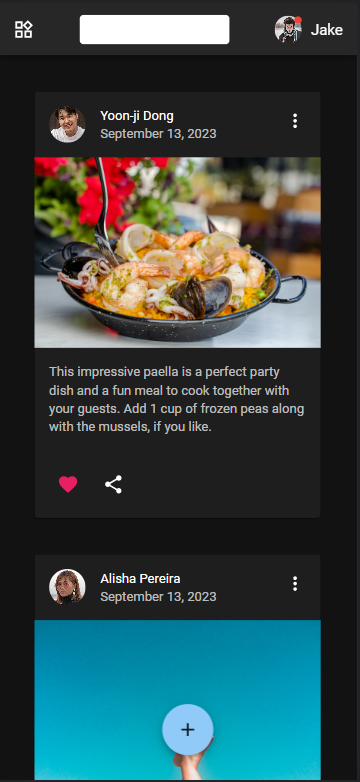 Jake
Yoon-ji Dong
September 13, 2023
This impressive paella is a perfect party
dish and a fun meal to cook together with
your guests. Add 1 cup of frozen peas along
with the mussels, if you like.
Alisha Pereira
September 13, 2023